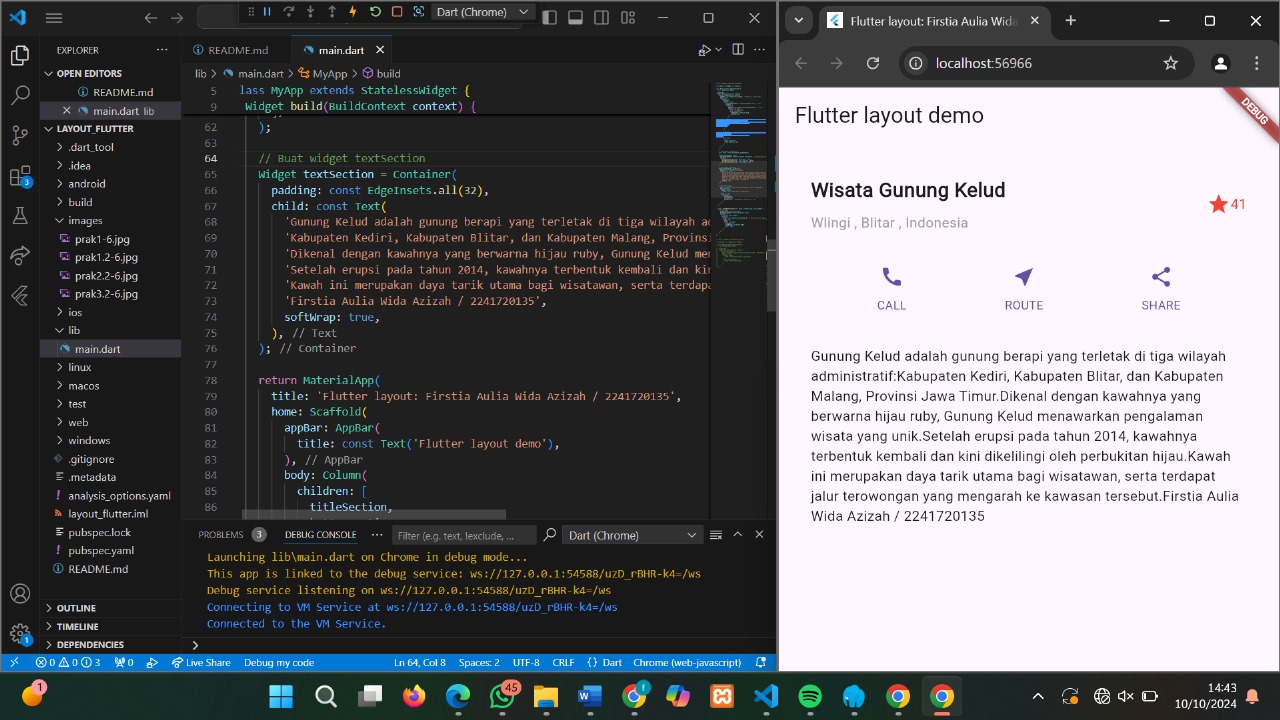 Dart (Chrome)
EXPLORER
OPEN EDITORS
README.md
main.dart lib
LAYOUT_FLUTTER
.dart_tool
.idea
android
build
images
prak1-6.jpg
prak1.2-6.jpg
prak2.2-6.jpg
prak3.2-6.jpg
ios
lib
main.dart
linux
macos
test
web
windows
.gitignore
.metadata
analysis_options.yaml
layout_flutter.iml
pubspec.lock
pubspec.yaml
README.md
OUTLINE
TIMELINE
DEPENDENCIES
3
1
README.md
main.dart
lib > main.dart > MyApp > build
5 lass MyApp extends StatelessWidget
9 Widget build(BuildContext context) {
62 );
63
64 // Buat widget textSection
65 Widget textSection = Container(
66 padding: const EdgeInsets.all(32),
67 child: const Text(
68 'Gunung Kelud adalah gunung berapi yang terletak di tiga wilayah ad
69 'Kabupaten Kediri, Kabupaten Blitar, dan Kabupaten Malang, Provinsi
70 'Dikenal dengan kawahnya yang berwarna hijau ruby, Gunung Kelud men
71 'Setelah erupsi pada tahun 2014, kawahnya terbentuk kembali dan kin
72 'Kawah ini merupakan daya tarik utama bagi wisatawan, serta terdapa
73 'Firstia Aulia Wida Azizah / 2241720135',
74 softWrap: true,
75 ), // Text
76 ); // Container
77
78 return MaterialApp(
79 title: 'Flutter layout: Firstia Aulia Wida Azizah / 2241720135',
80 home: Scaffold(
81 appBar: AppBar(
82 title: const Text('Flutter layout demo'),
83 ), // AppBar
84 body: Column(
85 children: [
86 titleSection,
PROBLEMS 3 DEBUG CONSOLE Filter (e.g. text, !exclude, ... Dart (Chrome)
Launching lib\main.dart on Chrome in debug mode...
This app is linked to the debug service: ws://127.0.0.1:54588/uzD_rBHR-k4=/ws
Debug service listening on ws://127.0.0.1:54588/uzD_rBHR-k4=/ws
Connecting to VM Service at ws://127.0.0.1:54588/uzD_rBHR-k4=/ws
Connected to the VM Service.
0 0 3 0 Live Share Debug my code Ln 64, Col 8 Spaces: 2 UTF-8 CRLF {} Dart Chrome (web-javascript)
Flutter layout: Firstia Aulia Wida
localhost:56966
DEBUG
Flutter layout demo
Wisata Gunung Kelud
Wlingi , Blitar , Indonesia
41
CALL ROUTE SHARE
Gunung Kelud adalah gunung berapi yang terletak di tiga wilayah
administratif:Kabupaten Kediri, Kabupaten Blitar, dan Kabupaten
Malang, Provinsi Jawa Timur.Dikenal dengan kawahnya yang
berwarna hijau ruby, Gunung Kelud menawarkan pengalaman
wisata yang unik.Setelah erupsi pada tahun 2014, kawahnya
terbentuk kembali dan kini dikelilingi oleh perbukitan hijau.Kawah
ini merupakan daya tarik utama bagi wisatawan, serta terdapat
jalur terowongan yang mengarah ke kawasan tersebut.Firstia Aulia
Wida Azizah / 2241720135
1
45
14:43
10/10/2024